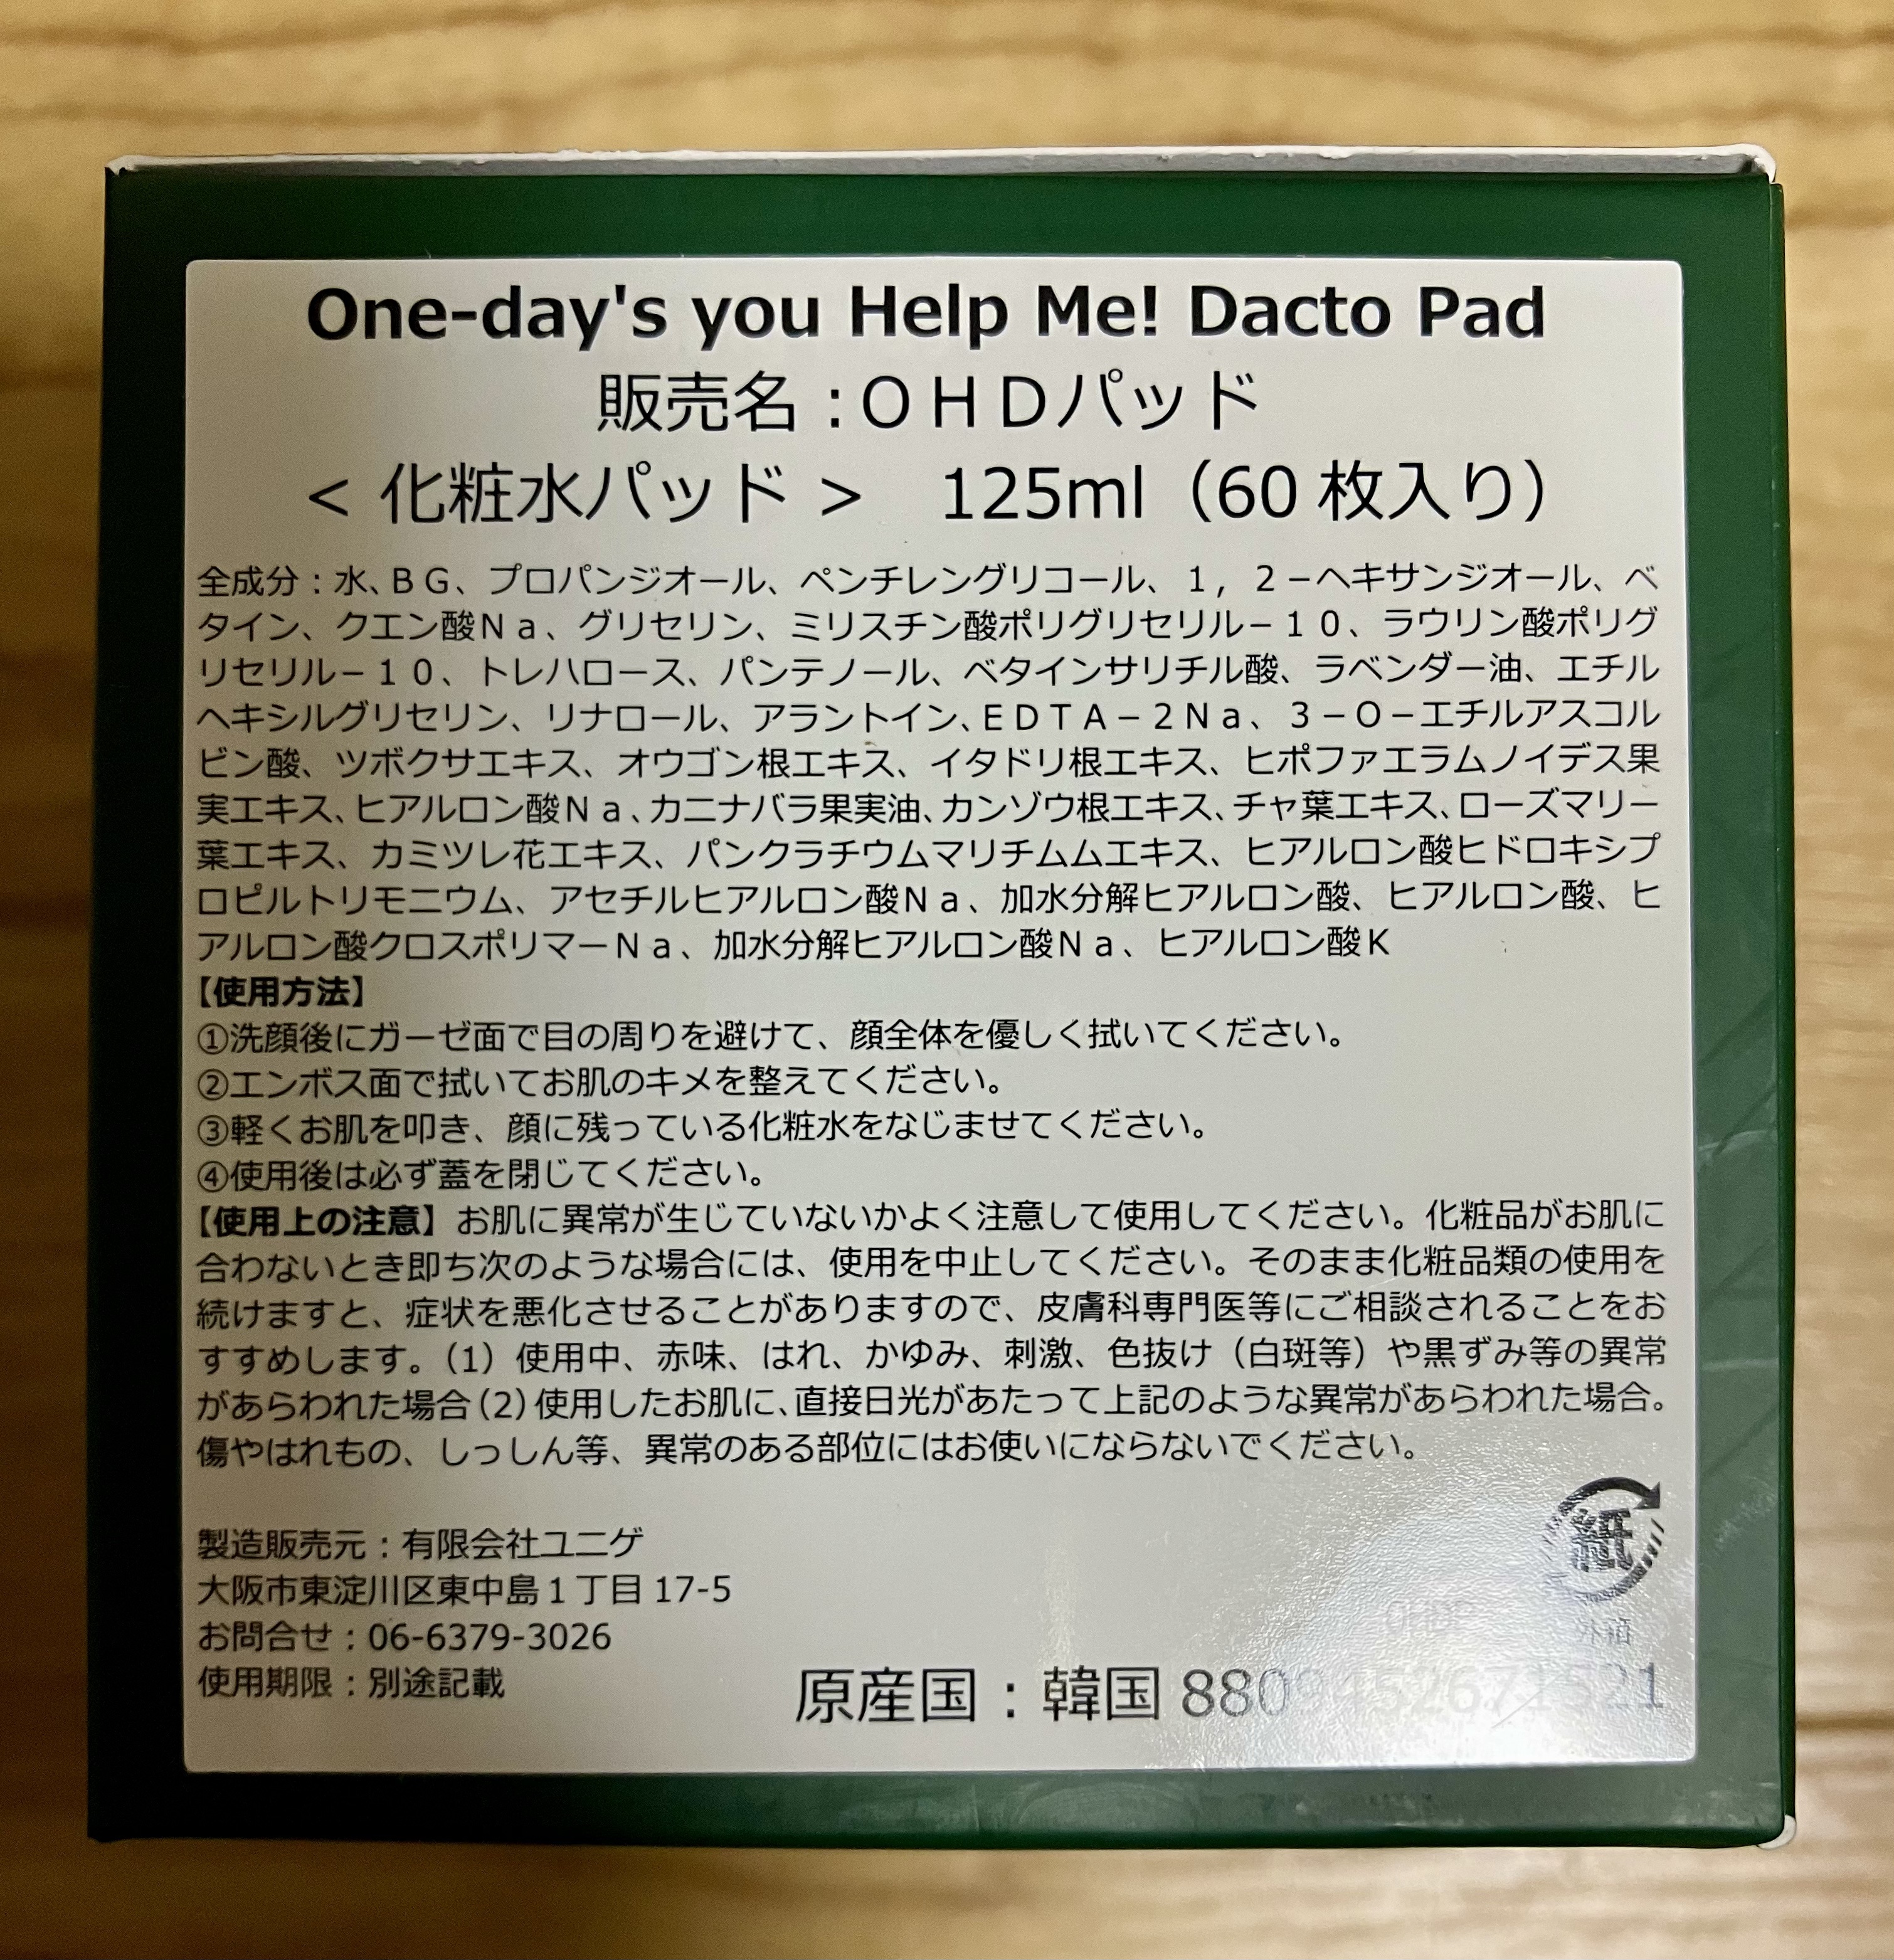 One-day's you Help Me! Dacto Pad
販売名:ＯＨＤパッド
< 化粧水パッド >　125ml（60 枚入り）
全成分：水、ＢＧ、プロパンジオール、ペンチレングリコール、１，２－ヘキサンジオール、ベ
タイン、クエン酸Ｎａ、グリセリン、ミリスチン酸ポリグリセリル－１０、ラウリン酸ポリグ
リセリル－１０、トレハロース、パンテノール、ベタインサリチル酸、ラベンダー油、エチル
ヘキシルグリセリン、リナロール、アラントイン、ＥＤＴＡ－２Ｎａ、３－Ｏ－エチルアスコル
ビン酸、ツボクサエキス、オウゴン根エキス、イタドリ根エキス、ヒポファエラムノイデス果
実エキス、ヒアルロン酸Ｎａ、カニナバラ果実油、カンゾウ根エキス、チャ葉エキス、ローズマリー
葉エキス、カミツレ花エキス、パンクラチウムマリチムムエキス、ヒアルロン酸ヒドロキシプ
ロピルトリモニウム、アセチルヒアルロン酸Ｎａ、加水分解ヒアルロン酸、ヒアルロン酸、ヒ
アルロン酸クロスポリマーＮａ、加水分解ヒアルロン酸Ｎａ、ヒアルロン酸Ｋ
【使用方法】
①洗顔後にガーゼ面で目の周りを避けて、顔全体を優しく拭いてください。
②エンボス面で拭いてお肌のキメを整えてください。
③軽くお肌を叩き、顔に残っている化粧水をなじませてください。
④使用後は必ず蓋を閉じてください。
【使用上の注意】お肌に異常が生じていないかよく注意して使用してください。化粧品がお肌に
合わないとき即ち次のような場合には、使用を中止してください。そのまま化粧品類の使用を
続けますと、症状を悪化させることがありますので、皮膚科専門医等にご相談されることをお
すすめします。（1）使用中、赤味、はれ、かゆみ、刺激、色抜け（白斑等）や黒ずみ等の異常
があらわれた場合（2）使用したお肌に、直接日光があたって上記のような異常があらわれた場合。
傷やはれもの、しっしん等、異常のある部位にはお使いにならないでください。
紙
製造販売元：有限会社ユニゲ
大阪市東淀川区東中島１丁目 17-5
OHDP
外箱
お問合せ：06-6379-3026
使用期限：別途記載
原産国：韓国 8809452671521